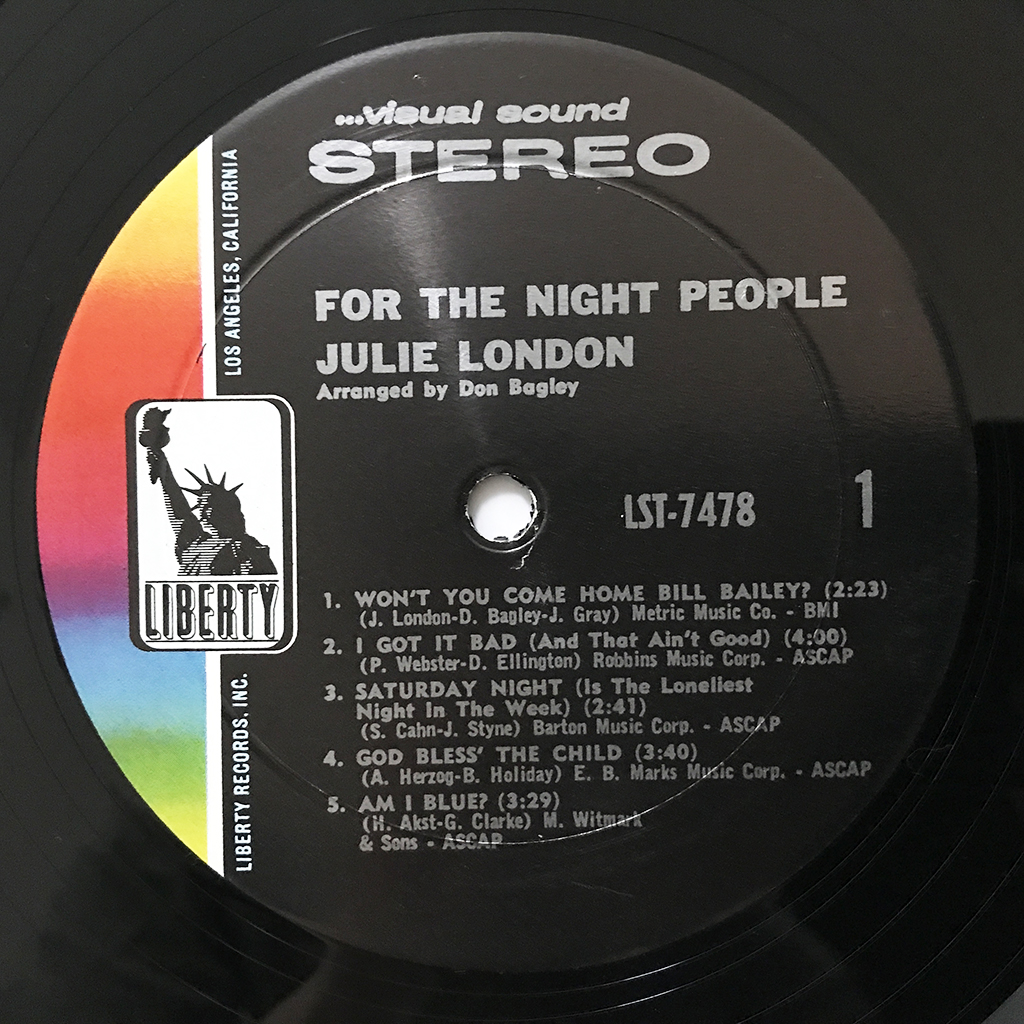 ...visual sound
STEREO
LOS ANGELES, CALIFORNIA
FOR THE NIGHT PEOPLE
JULIE LONDON
Arranged by Don Bagley
LST-7478
1
LIBERTY
1. WON'T YOU COME HOME BILL BAILEY? (2:23)
(J. London-D. Bagley-J. Gray) Metric Music Co. - BMI
2. I GOT IT BAD (And That Ain't Good) (4:00)
(P. Webster-D. Ellington) Robbins Music Corp. - ASCAP
3. SATURDAY NIGHT (Is The Loneliest
Night In The Week) (2:41)
(S. Cahn-J. Styne) Barton Music Corp. - ASCAP
4. GOD BLESS' THE CHILD (3:40)
(A. Herzog-B. Holiday) E. B. Marks Music Corp. - ASCAP
5. AM I BLUE? (3:29)
(H. Akst-G. Clarke) M. Witmark
& Sons - ASCAP
LIBERTY RECORDS, INC.